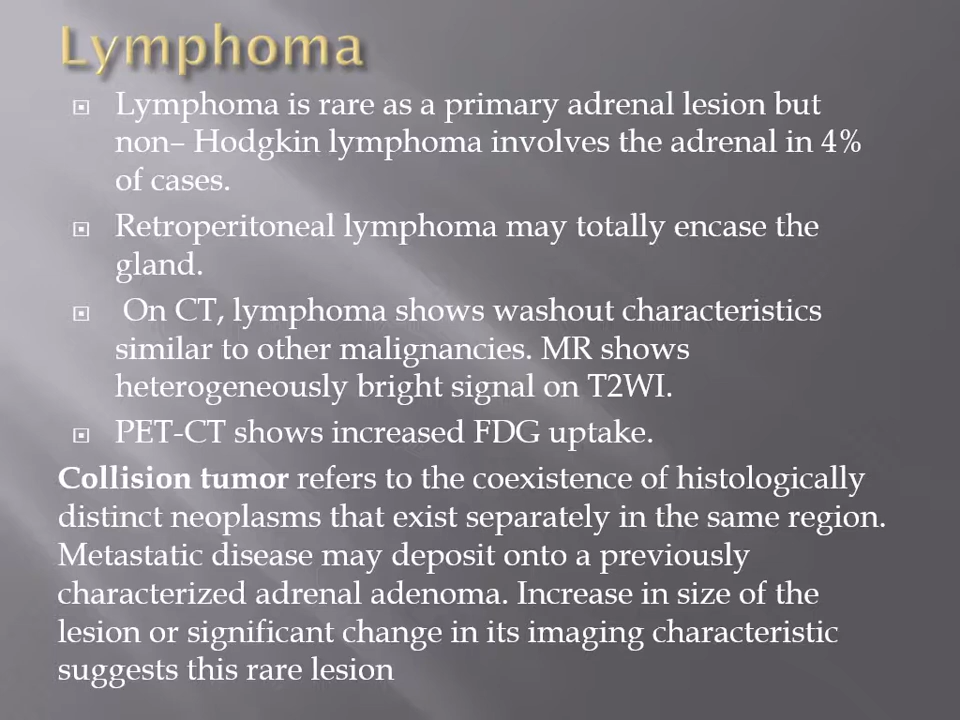 Lymphoma
Lymphoma is rare as a primary adrenal lesion but
non– Hodgkin lymphoma involves the adrenal in 4%
of cases.
Retroperitoneal lymphoma may totally encase the
gland.
On CT, lymphoma shows washout characteristics
similar to other malignancies. MR shows
heterogeneously bright signal on T2WI.
PET-CT shows increased FDG uptake.
Collision tumor refers to the coexistence of histologically
distinct neoplasms that exist separately in the same region.
Metastatic disease may deposit onto a previously
characterized adrenal adenoma. Increase in size of the
lesion or significant change in its imaging characteristic
suggests this rare lesion